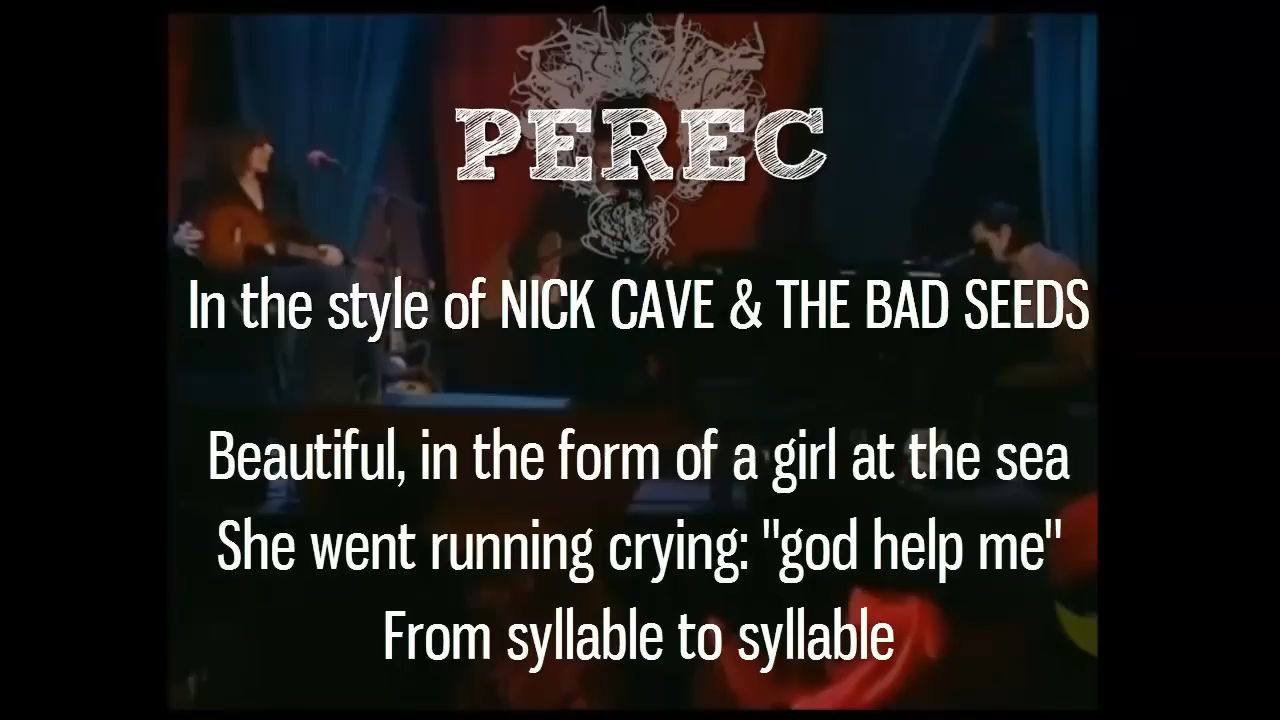 PEREC
In the style of NICK CAVE & THE BAD SEEDS
Beautiful, in the form of a girl at the sea
She went running crying: "god help me"
From syllable to syllable